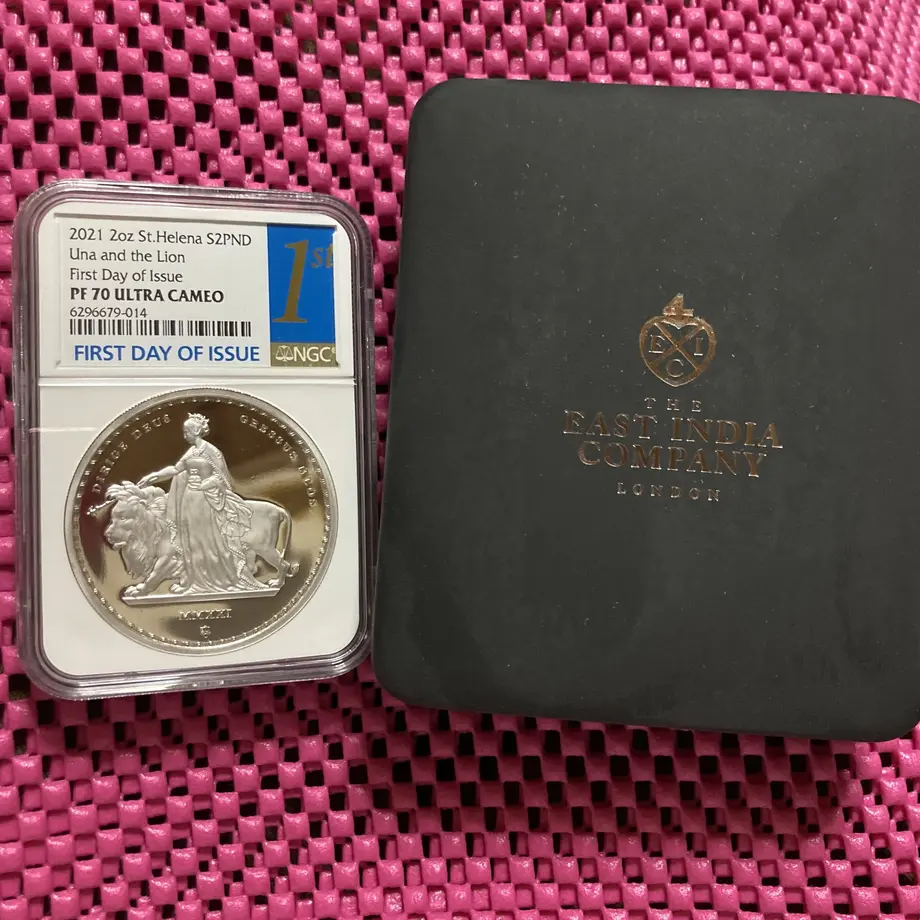 2021 2oz St.Helena S2PND
Una and the Lion
First Day of Issue
PF 70 ULTRA CAMEO
6296679-014
FIRST DAY OF ISSUE
1st
NGC
DIRIGE DEUS GRESSUS MEOS
MMXXI
E I C
THE
EAST INDIA
COMPANY
LONDON